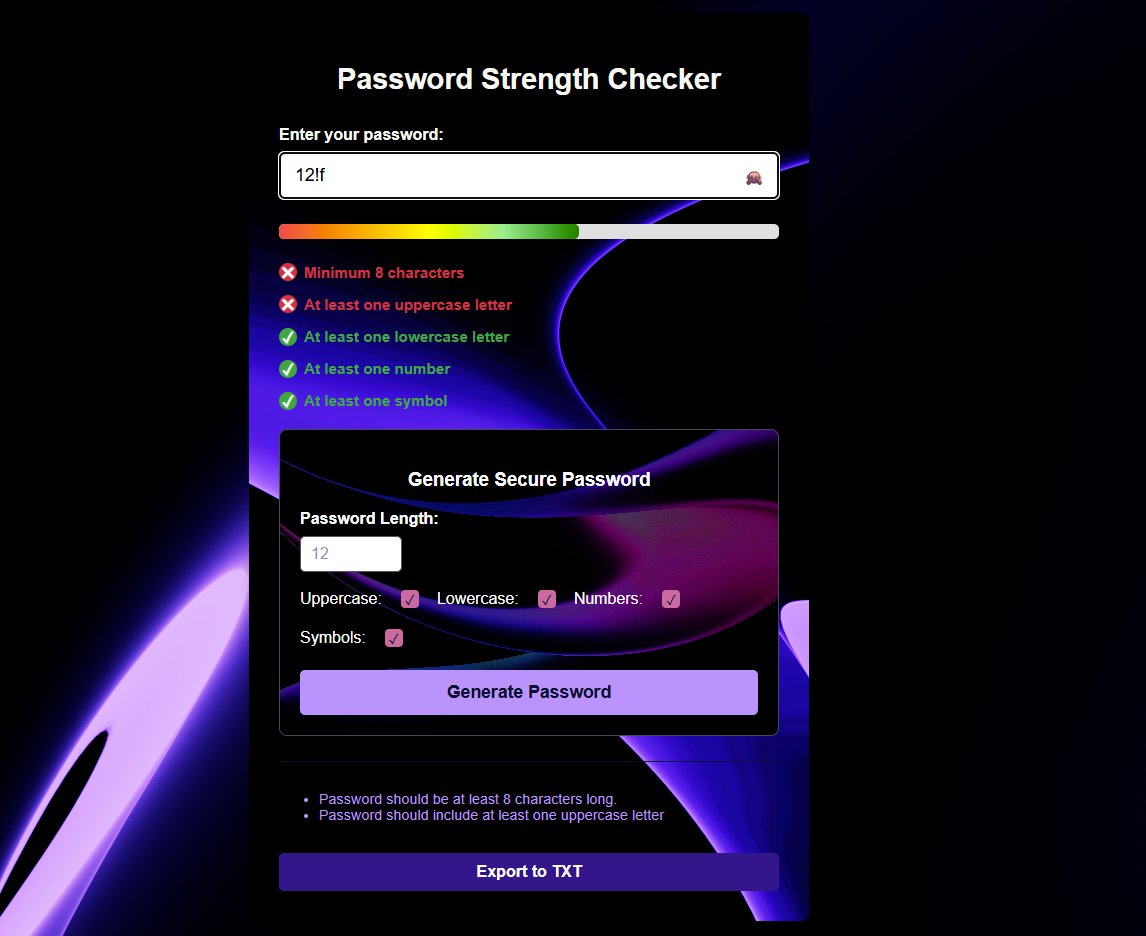 Password Strength Checker
Enter your password:
12!f
Minimum 8 characters
At least one uppercase letter
At least one lowercase letter
At least one number
At least one symbol
Generate Secure Password
Password Length:
12
Uppercase: Lowercase: Numbers:
Symbols:
Generate Password
Password should be at least 8 characters long.
Password should include at least one uppercase letter
Export to TXT